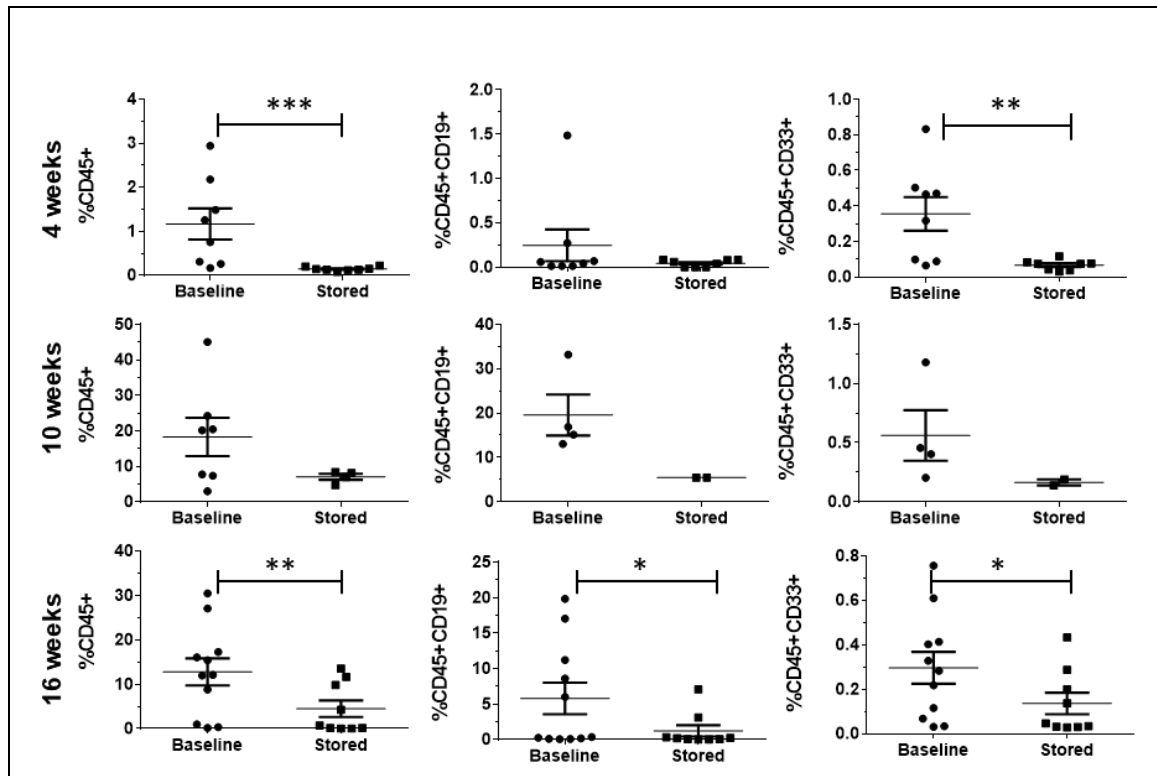 4 weeks
%CD45+
4
3
2
1
0
***
Baseline Stored
%CD45+CD19+
2.0
1.5
1.0
0.5
0.0
Baseline Stored
%CD45+CD33+
1.0
0.8
0.6
0.4
0.2
0.0
**
Baseline Stored
10 weeks
%CD45+
50
40
30
20
10
0
Baseline Stored
%CD45+CD19+
40
30
20
10
0
Baseline Stored
%CD45+CD33+
1.5
1.0
0.5
0.0
Baseline Stored
16 weeks
%CD45+
40
30
20
10
0
**
Baseline Stored
%CD45+CD19+
25
20
15
10
5
0
*
Baseline Stored
%CD45+CD33+
0.8
0.6
0.4
0.2
0.0
*
Baseline Stored